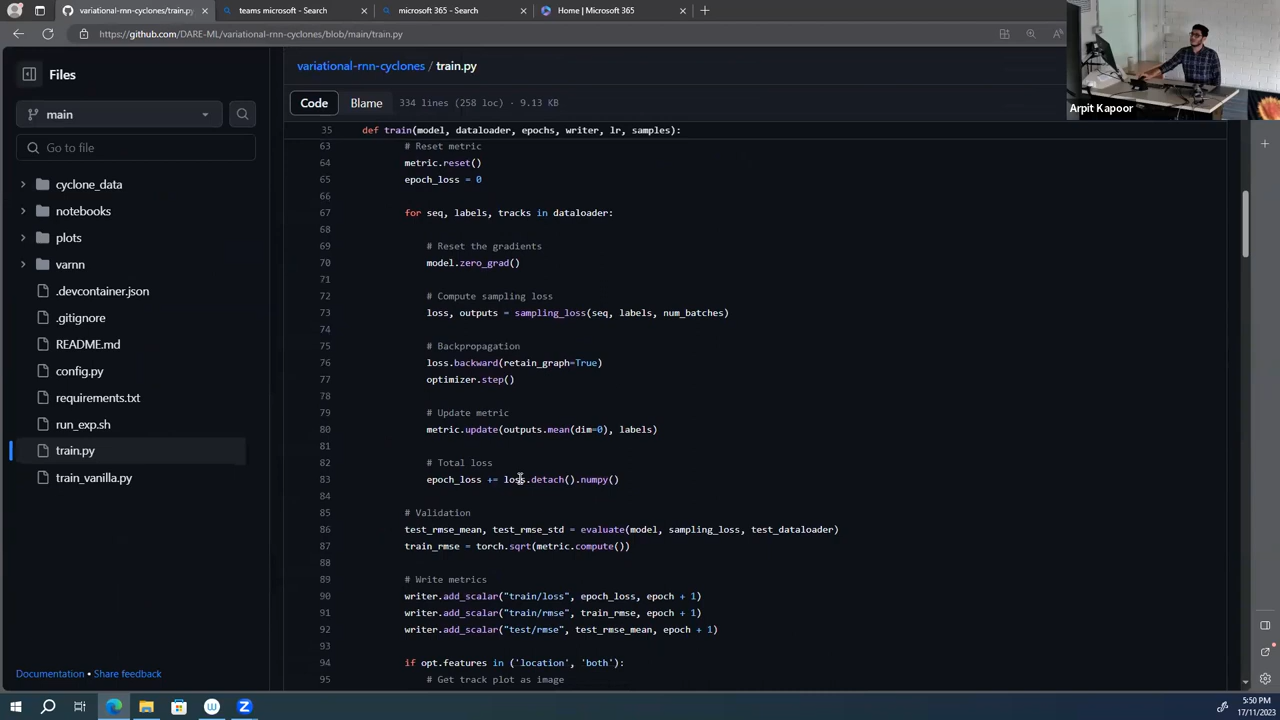 variational-rnn-cyclones/train.py
teams microsoft - Search
microsoft 365 - Search
Home | Microsoft 365
https://github.com/DARE-ML/variational-rnn-cyclones/blob/main/train.py
Arpit Kapoor
Files
main
Go to file
cyclone_data
notebooks
plots
varnn
.devcontainer.json
.gitignore
README.md
config.py
requirements.txt
run_exp.sh
train.py
train_vanilla.py
Documentation • Share feedback
variational-rnn-cyclones / train.py
Code Blame 334 lines (258 loc) · 9.13 KB
35 def train(model, dataloader, epochs, writer, lr, samples):
63 # Reset metric
64 metric.reset()
65 epoch_loss = 0
66
67 for seq, labels, tracks in dataloader:
68
69 # Reset the gradients
70 model.zero_grad()
71
72 # Compute sampling loss
73 loss, outputs = sampling_loss(seq, labels, num_batches)
74
75 # Backpropagation
76 loss.backward(retain_graph=True)
77 optimizer.step()
78
79 # Update metric
80 metric.update(outputs.mean(dim=0), labels)
81
82 # Total loss
83 epoch_loss += loss.detach().numpy()
84
85 # Validation
86 test_rmse_mean, test_rmse_std = evaluate(model, sampling_loss, test_dataloader)
87 train_rmse = torch.sqrt(metric.compute())
88
89 # Write metrics
90 writer.add_scalar("train/loss", epoch_loss, epoch + 1)
91 writer.add_scalar("train/rmse", train_rmse, epoch + 1)
92 writer.add_scalar("test/rmse", test_rmse_mean, epoch + 1)
93
94 if opt.features in ('location', 'both'):
95 # Get track plot as image
5:50 PM
17/11/2023